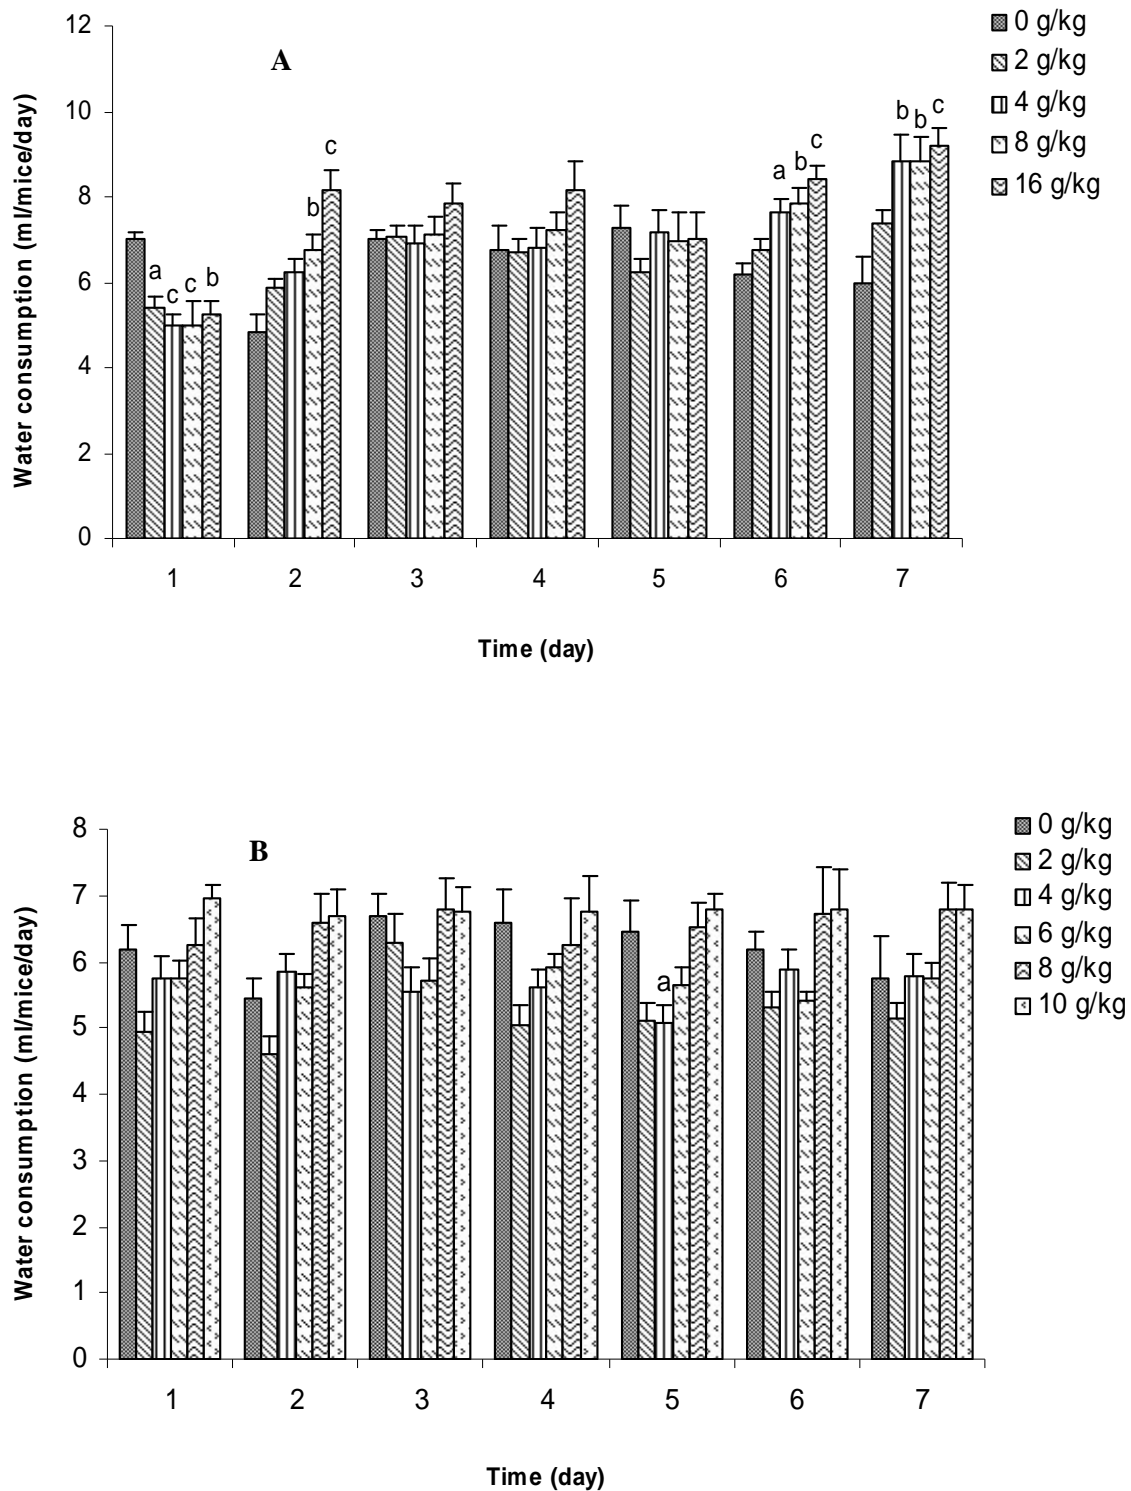 A
Water consumption (ml/mice/day)
12
10
8
6
4
2
0
a
c
c
b
b
c
a
b
c
b
b
c
1 2 3 4 5 6 7
Time (day)
0 g/kg
2 g/kg
4 g/kg
8 g/kg
16 g/kg
B
Water consumption (ml/mice/day)
8
7
6
5
4
3
2
1
0
a
1 2 3 4 5 6 7
Time (day)
0 g/kg
2 g/kg
4 g/kg
6 g/kg
8 g/kg
10 g/kg